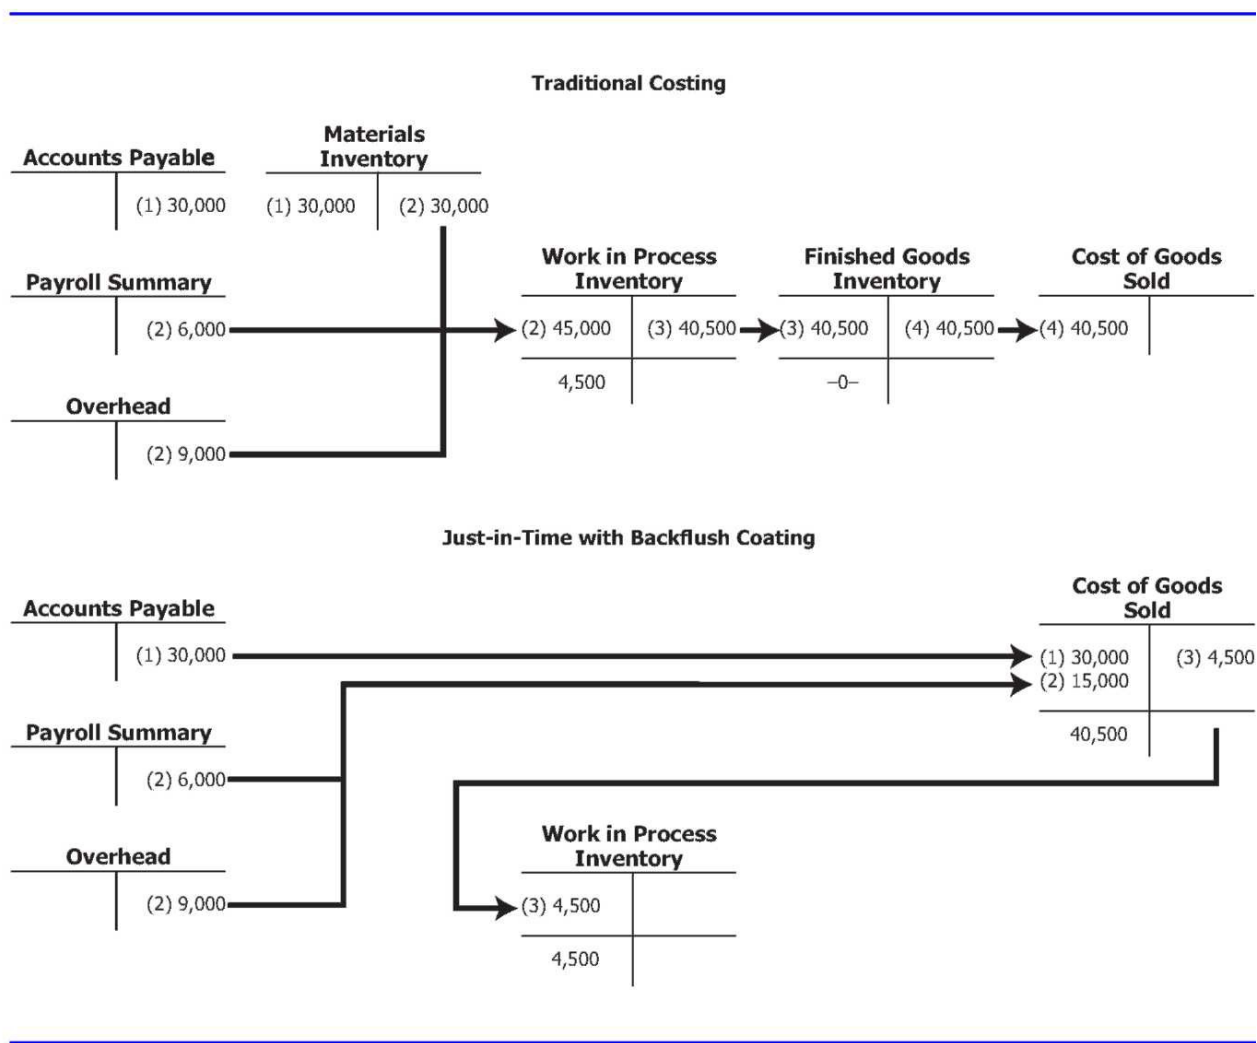 Traditional Costing
Materials
Inventory
Accounts Payable
(1) 30,000
(1) 30,000
(2) 30,000
Payroll Summary
(2) 6,000
Work in Process
Inventory
(2) 45,000
(3) 40,500
4,500
Finished Goods
Inventory
(3) 40,500
(4) 40,500
–0–
Cost of Goods
Sold
(4) 40,500
Overhead
(2) 9,000
Just-in-Time with Backflush Coating
Accounts Payable
(1) 30,000
Cost of Goods
Sold
(1) 30,000
(3) 4,500
(2) 15,000
40,500
Payroll Summary
(2) 6,000
Overhead
(2) 9,000
Work in Process
Inventory
(3) 4,500
4,500